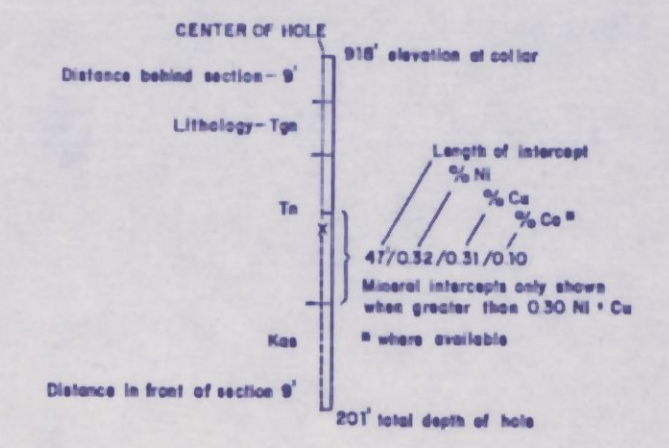 CENTER OF HOLE
918' elevation at collar
Distance behind section - 9'
Lithology - Tgn
Length of intercept
% Ni
% Cu
% Co *
Tn
x
47'/0.32/0.31/0.10
Mineral intercepts only shown
when greater than 0.30 Ni + Cu
Kas
* where available
Distance in front of section 9'
201' total depth of hole